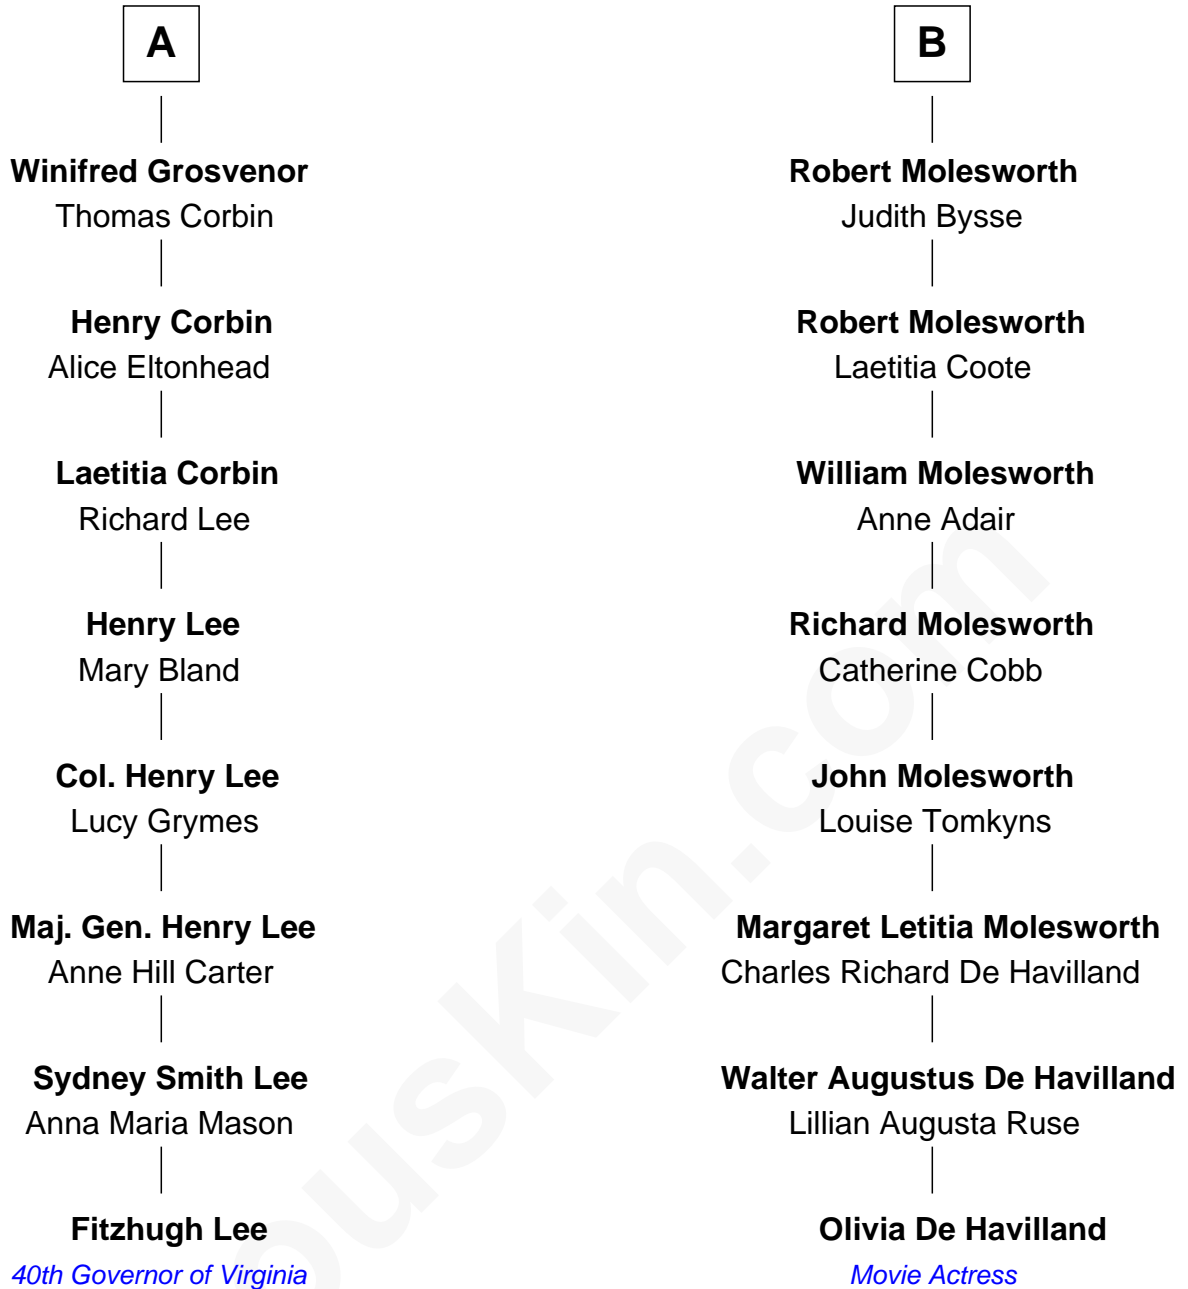 A
Winifred Grosvenor
Thomas Corbin
Henry Corbin
Alice Eltonhead
Laetitia Corbin
Richard Lee
Henry Lee
Mary Bland
Col. Henry Lee
Lucy Grymes
Maj. Gen. Henry Lee
Anne Hill Carter
Sydney Smith Lee
Anna Maria Mason
Fitzhugh Lee
40th Governor of Virginia
B
Robert Molesworth
Judith Bysse
Robert Molesworth
Laetitia Coote
William Molesworth
Anne Adair
Richard Molesworth
Catherine Cobb
John Molesworth
Louise Tomkyns
Margaret Letitia Molesworth
Charles Richard De Havilland
Walter Augustus De Havilland
Lillian Augusta Ruse
Olivia De Havilland
Movie Actress
ousKin.com